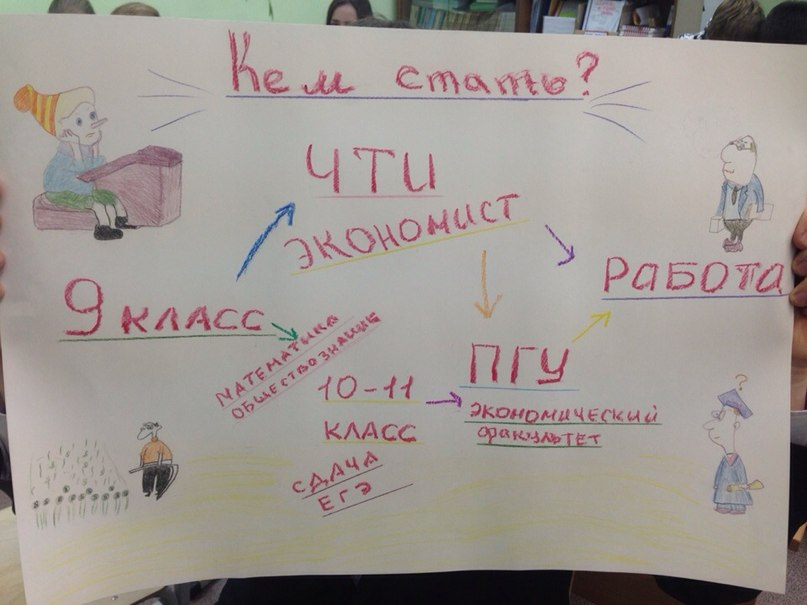 Кем стать?
ЧТИ
ЭКОНОМИСТ
РАБОТА
9 КЛАСС
МАТЕМАТИКА
ОБЩЕСТВОЗНАНИЕ
10-11
КЛАСС
СДАЧА
ЕГЭ
ПГУ
ЭКОНОМИЧЕСКИЙ
факультет
?